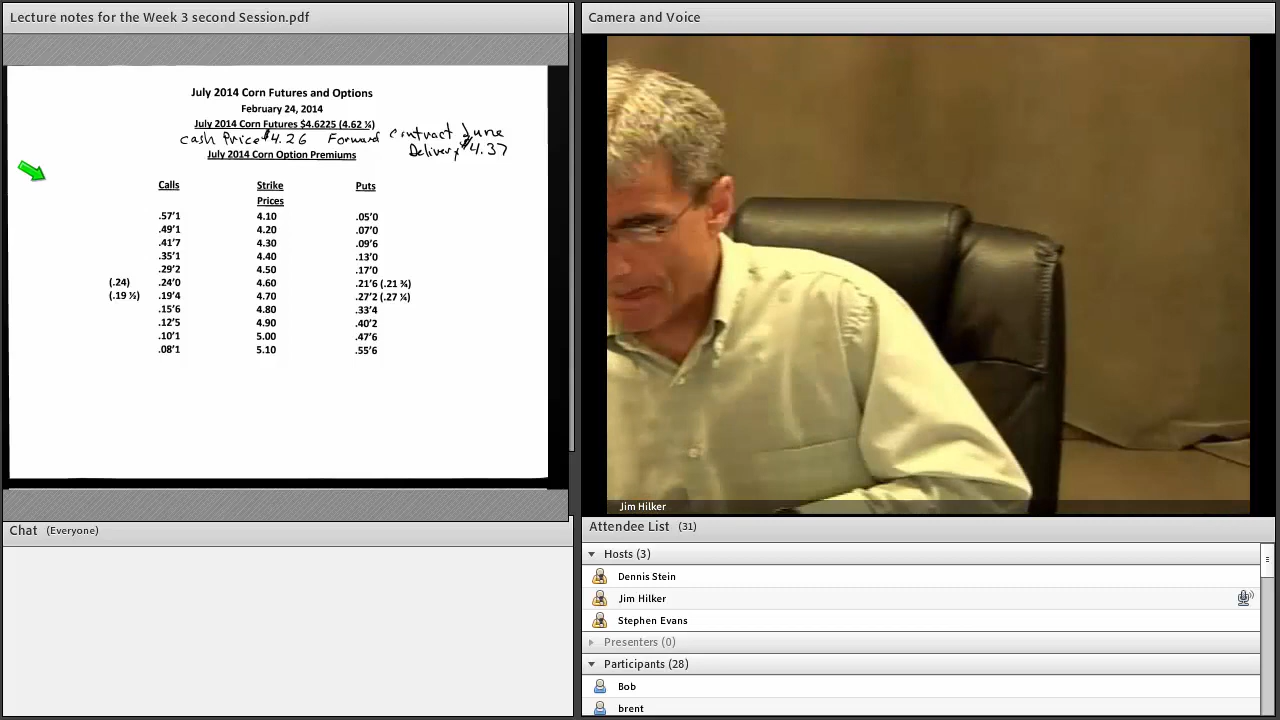 Lecture notes for the Week 3 second Session.pdf
July 2014 Corn Futures and Options
February 24, 2014
July 2014 Corn Futures $4.6225 (4.62 ¼)
cash Price $4.26 Forward contract June
Delivery $4.37
July 2014 Corn Option Premiums
Calls Strike Puts
Prices
.57'1 4.10 .05'0
.49'1 4.20 .07'0
.41'7 4.30 .09'6
.35'1 4.40 .13'0
.29'2 4.50 .17'0
(.24) .24'0 4.60 .21'6 (.21 ¾)
(.19 ½) .19'4 4.70 .27'2 (.27 ¼)
.15'6 4.80 .33'4
.12'5 4.90 .40'2
.10'1 5.00 .47'6
.08'1 5.10 .55'6
Chat (Everyone)
Camera and Voice
Jim Hilker
Attendee List (31)
Hosts (3)
Dennis Stein
Jim Hilker
Stephen Evans
Presenters (0)
Participants (28)
Bob
brent